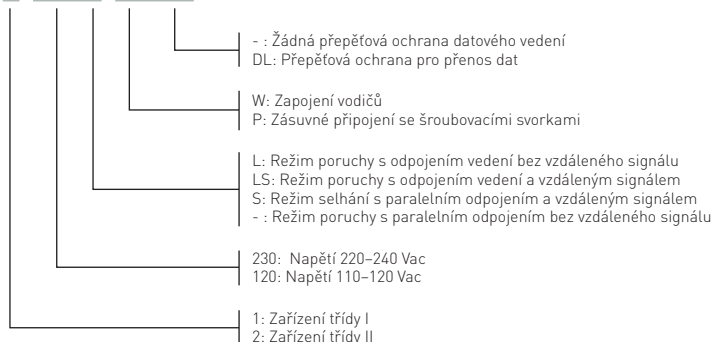 - : Žádná přepěťová ochrana datového vedení
DL: Přepěťová ochrana pro přenos dat
W: Zapojení vodičů
P: Zásuvné připojení se šroubovacími svorkami
L: Režim poruchy s odpojením vedení bez vzdáleného signálu
LS: Režim poruchy s odpojením vedení a vzdáleným signálem
S: Režim selhání s paralelním odpojením a vzdáleným signálem
- : Režim poruchy s paralelním odpojením bez vzdáleného signálu
230: Napětí 220–240 Vac
120: Napětí 110–120 Vac
1: Zařízení třídy I
2: Zařízení třídy II